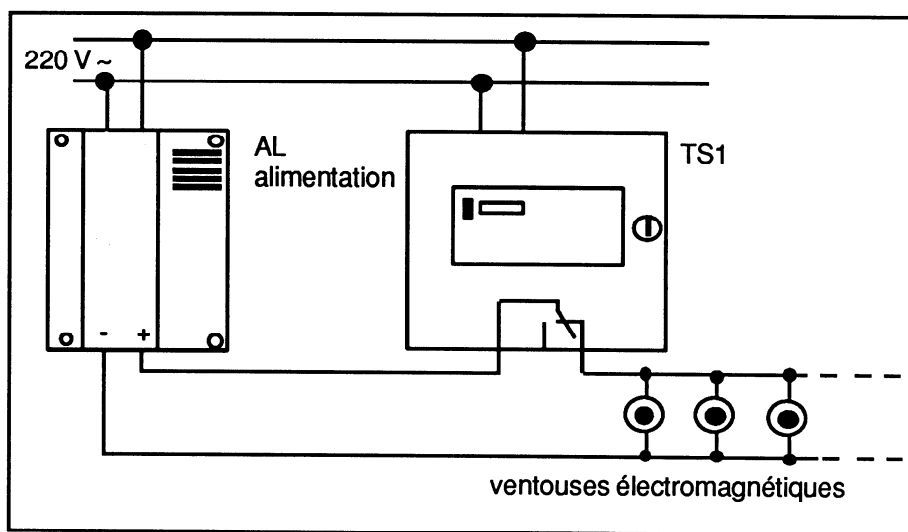 220 V ~
AL
alimentation
TS1
- +
ventouses électromagnétiques